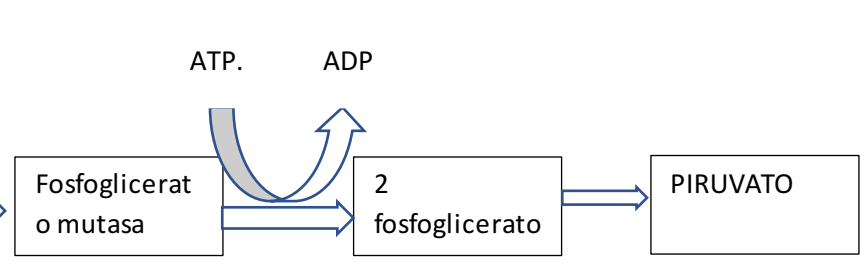 ATP. ADP
Fosfoglicerat
o mutasa
2
fosfoglicerato
PIRUVATO